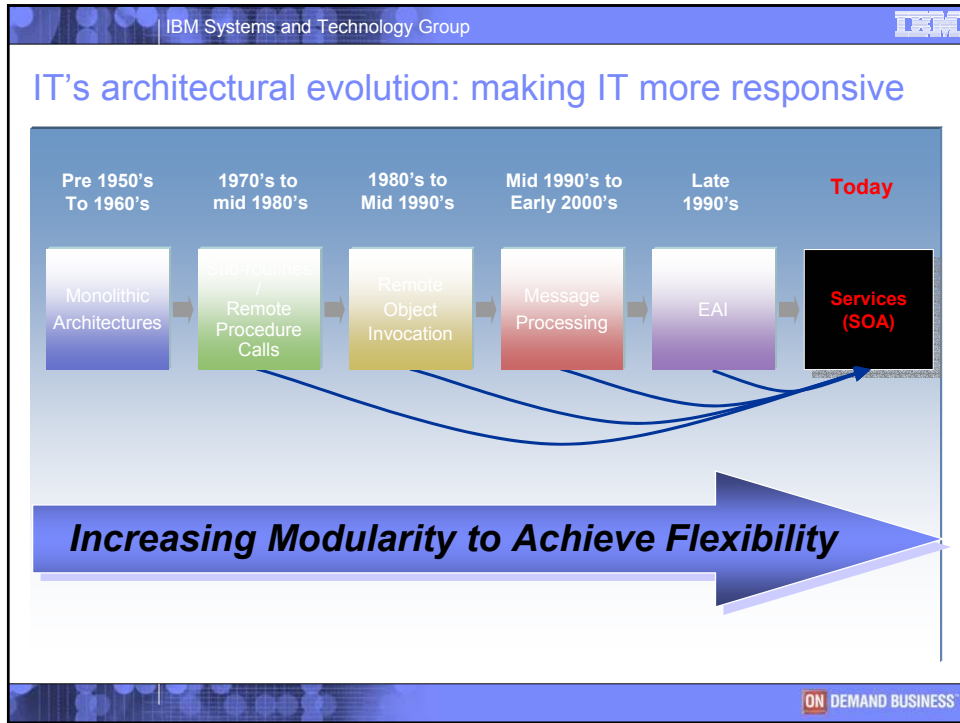 IBM Systems and Technology Group
IBM
IT's architectural evolution: making IT more responsive
Pre 1950's
To 1960's
1970's to
mid 1980's
1980's to
Mid 1990's
Mid 1990's to
Early 2000's
Late
1990's
Today
Monolithic
Architectures
Sub-routines
/
Remote
Procedure
Calls
Remote
Object
Invocation
Message
Processing
EAI
Services
(SOA)
Increasing Modularity to Achieve Flexibility
ON DEMAND BUSINESS™